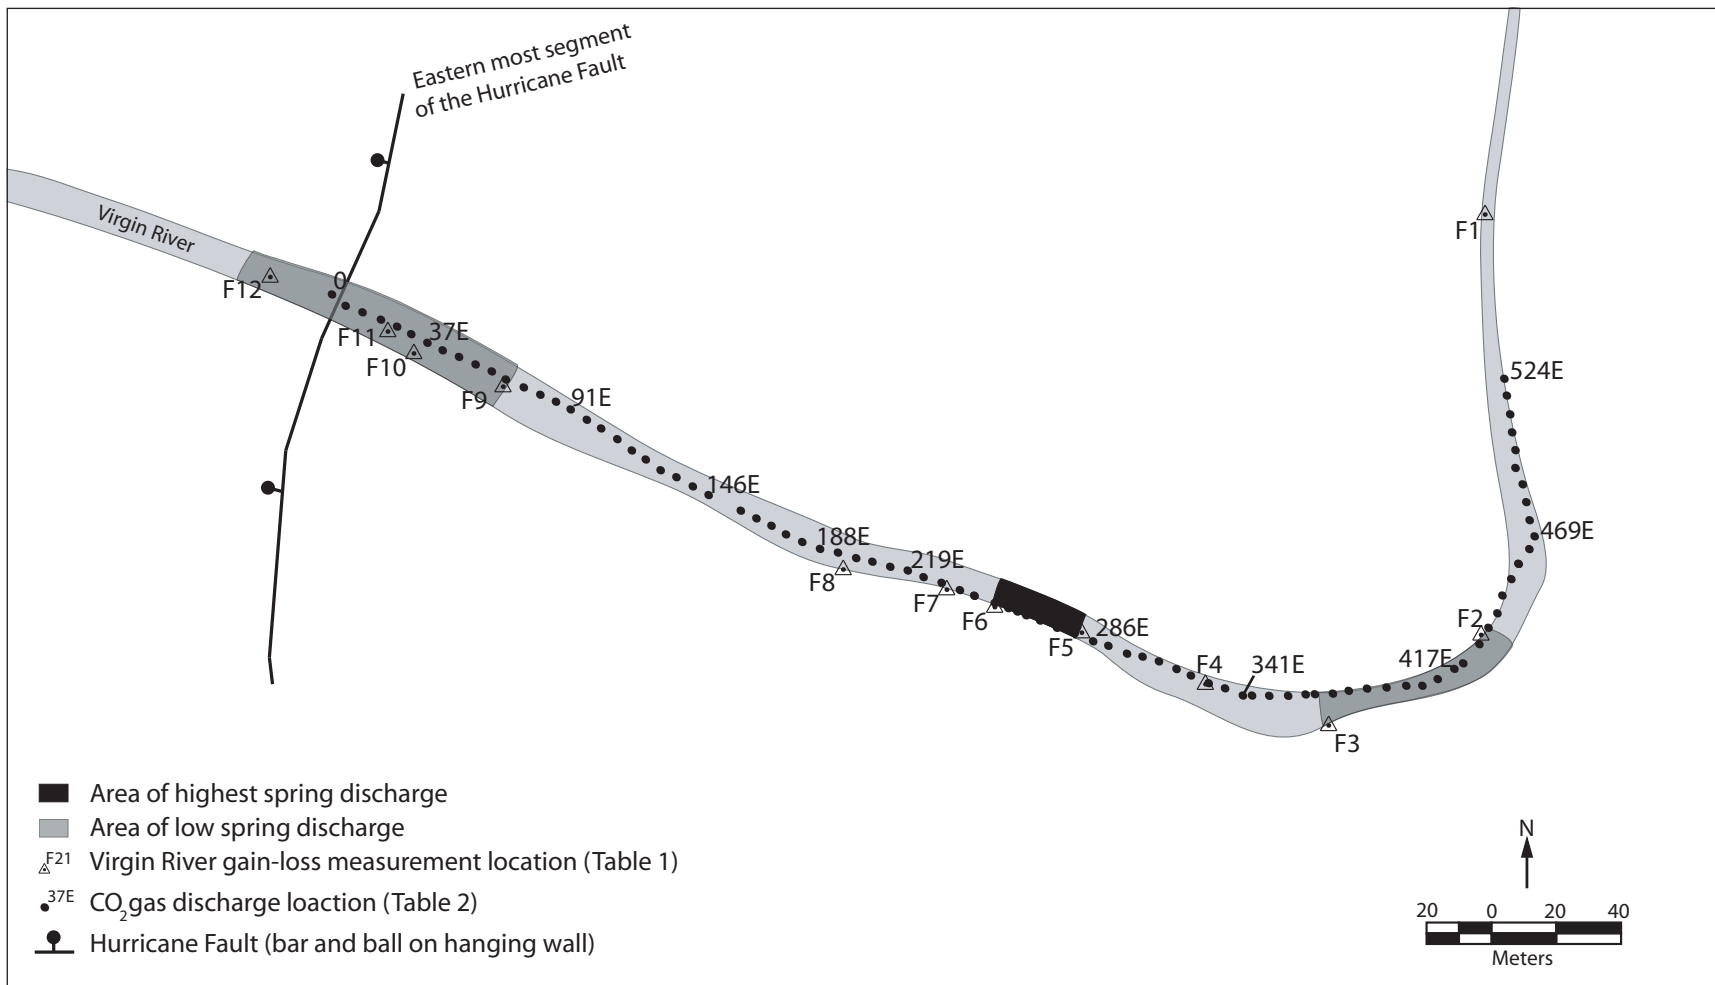 Eastern most segment
of the Hurricane Fault
Virgin River
F1
0
F12
F11
37E
F10
524E
F9
91E
146E
469E
188E
219E
F8
F7
F6
F2
286E
F5
417E
F4
341E
F3
Area of highest spring discharge
Area of low spring discharge
F21 Virgin River gain-loss measurement location (Table 1)
37E CO2gas discharge loaction (Table 2)
Hurricane Fault (bar and ball on hanging wall)
N
20 0 20 40
Meters